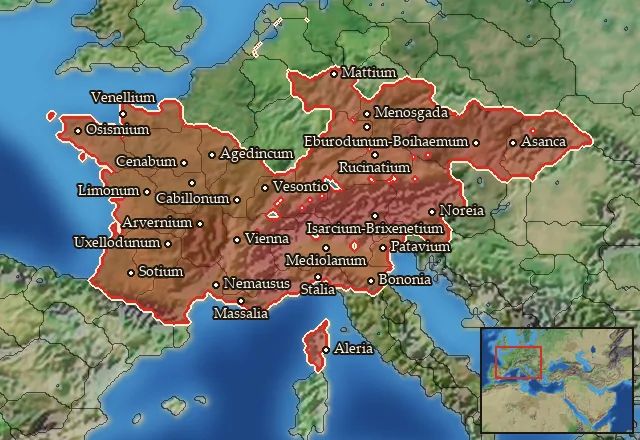 Mattium
Venellium
Menosgada
Osismium
Eburodunum-Boihaemum
Asanca
Agedincum
Cenabum
Rucinatium
Limonum
Vesontio
Cabillonum
Noreia
Arvernium
Isarcium-Brixenetium
Uxellodunum
Vienna
Patavium
Mediolanum
Sotium
Nemausus
Stalia
Bononia
Massalia
Aleria